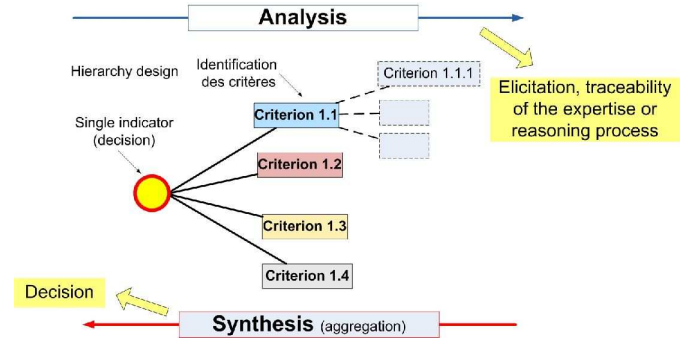 Analysis
Hierarchy design
Identification
des critères
Criterion 1.1.1
Elicitation, traceability
of the expertise or
reasoning process
Criterion 1.1
Single indicator
(decision)
Criterion 1.2
Criterion 1.3
Criterion 1.4
Decision
Synthesis (aggregation)